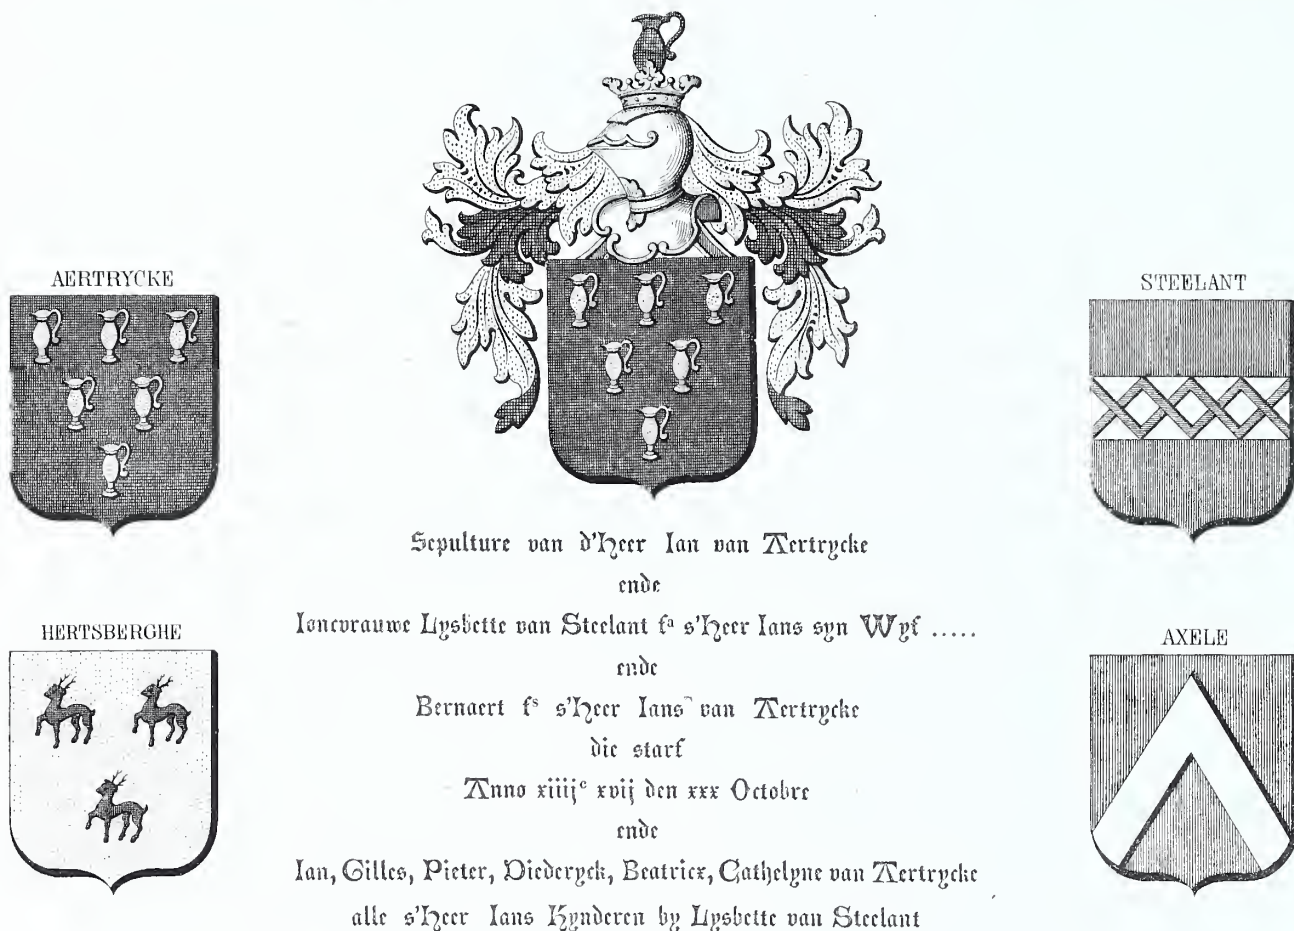 AERTRYCKE
STEELANT
HERTSBERGHE
AXELE
Sepulture van d'Heer Ian van Aertrycke
ende
Ioncvrauwe Lysbette van Steelant fᵃ s'Heer Ians syn Wyf .....
ende
Bernaert fˢ s'Heer Ians van Aertrycke
die starf
Anno xiiijᶜ xvij den xxx Octobre
ende
Ian, Gilles, Pieter, Diederyck, Beatrix, Cathelyne van Aertrycke
alle s'Heer Ians Kynderen by Lysbette van Steelant